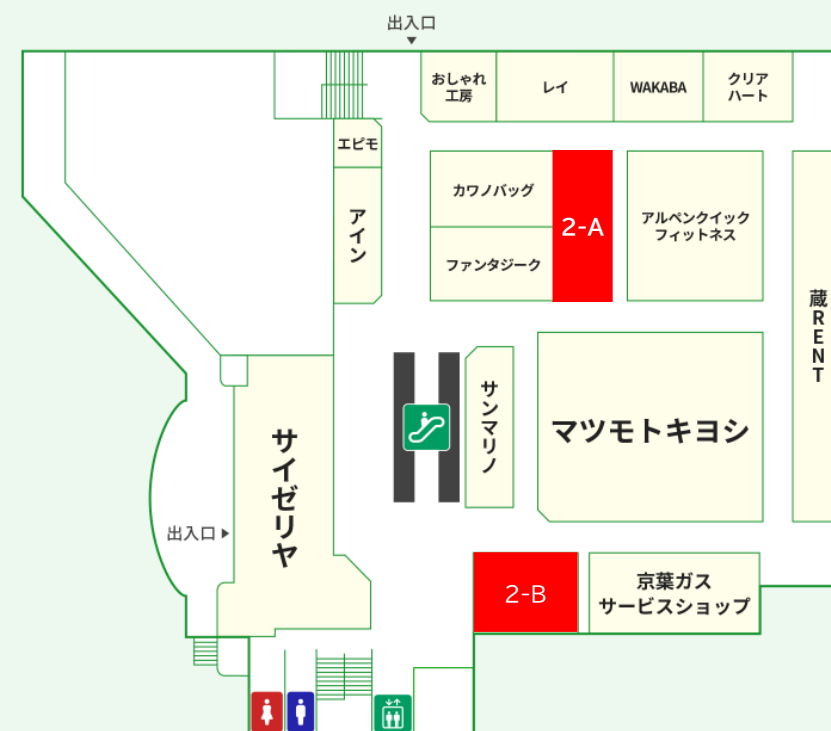 出入口
おしゃれ
工房
レイ
WAKABA
クリア
ハート
エピモ
アイン
カワノバッグ
2-A
アルペンクイック
フィットネス
ファンタジーク
蔵RENT
サンマリノ
マツモトキヨシ
サイゼリヤ
出入口
2-B
京葉ガス
サービスショップ